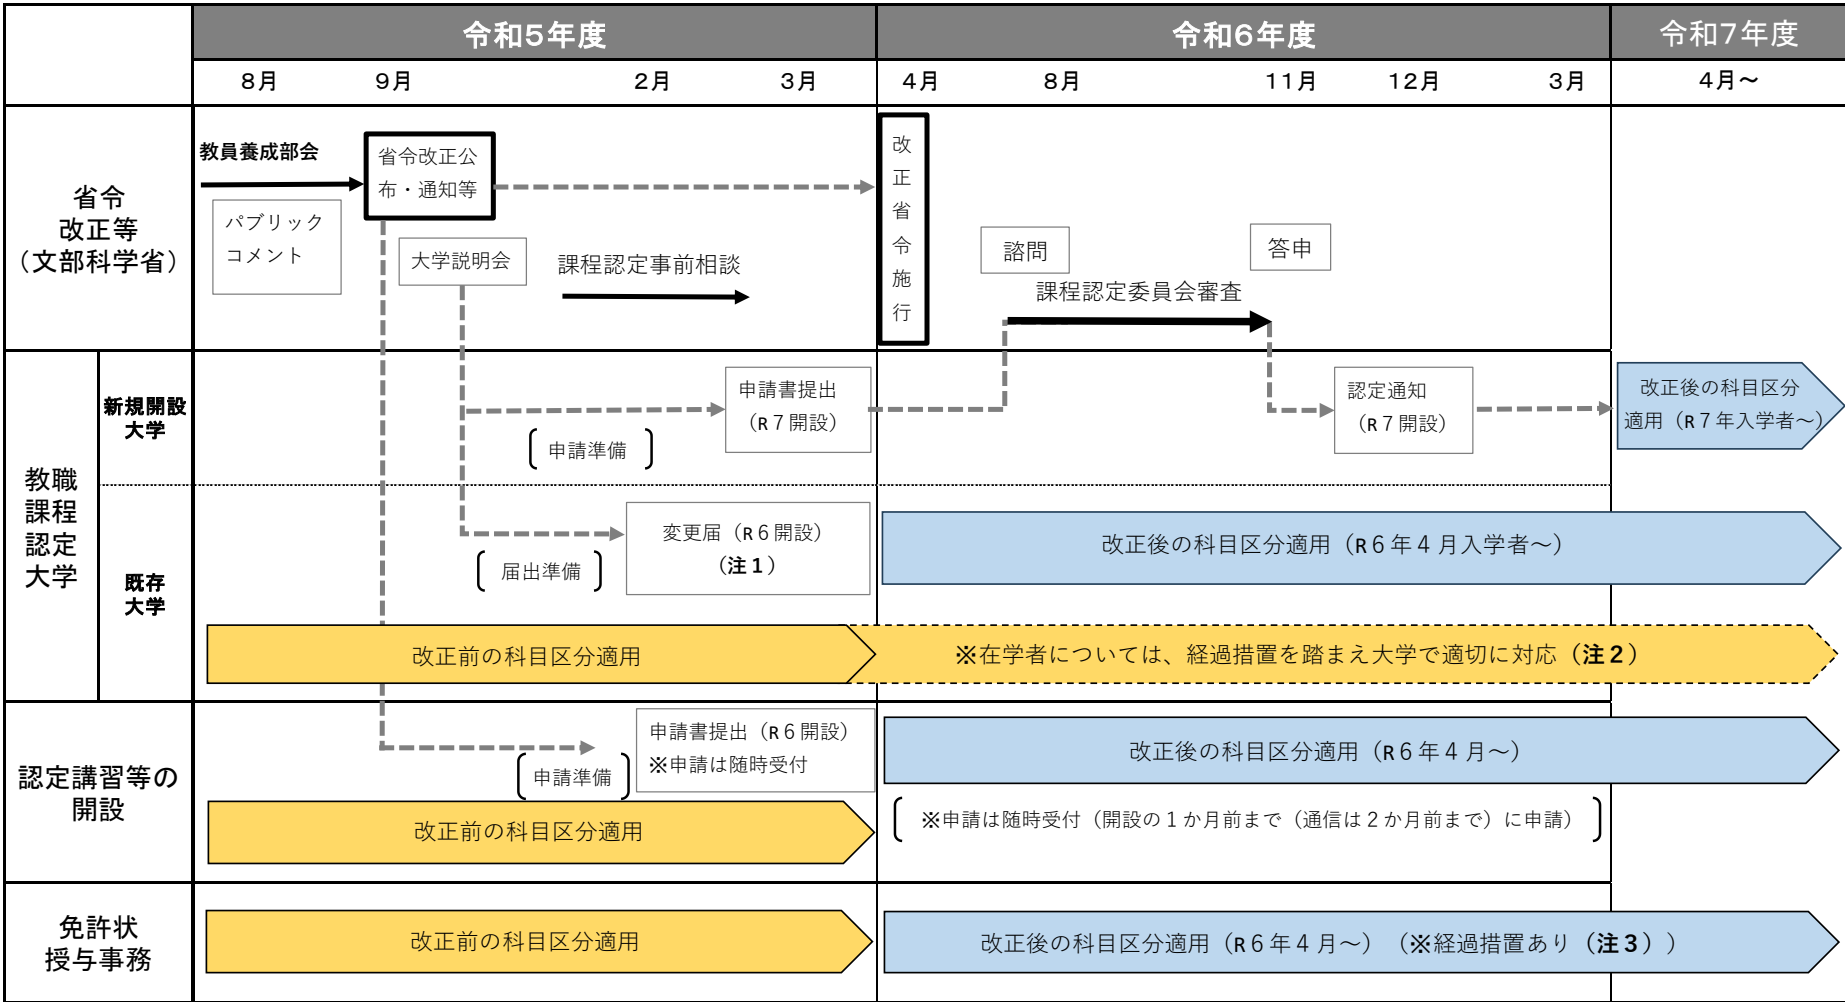 令和５年度
令和６年度
令和７年度
8月
9月
2月
3月
4月
8月
11月
12月
3月
4月～
省令
改正等
（文部科学省）
教員養成部会
パブリック
コメント
省令改正公
布・通知等
大学説明会
課程認定事前相談
改
正
省
令
施
行
諮問
答申
課程認定委員会審査
教職
課程
認定
大学
新規開設
大学
申請準備
申請書提出
（R７開設）
認定通知
（R７開設）
改正後の科目区分
適用（R７年入学者～）
既存
大学
届出準備
変更届（R６開設）
（注１）
改正後の科目区分適用（R６年４月入学者～）
改正前の科目区分適用
※在学者については、経過措置を踏まえ大学で適切に対応（注２）
認定講習等の
開設
申請準備
申請書提出（R６開設）
※申請は随時受付
改正後の科目区分適用（R６年４月～）
改正前の科目区分適用
※申請は随時受付（開設の１か月前まで（通信は２か月前まで）に申請）
免許状
授与事務
改正前の科目区分適用
改正後の科目区分適用（R６年４月～）（※経過措置あり（注３））